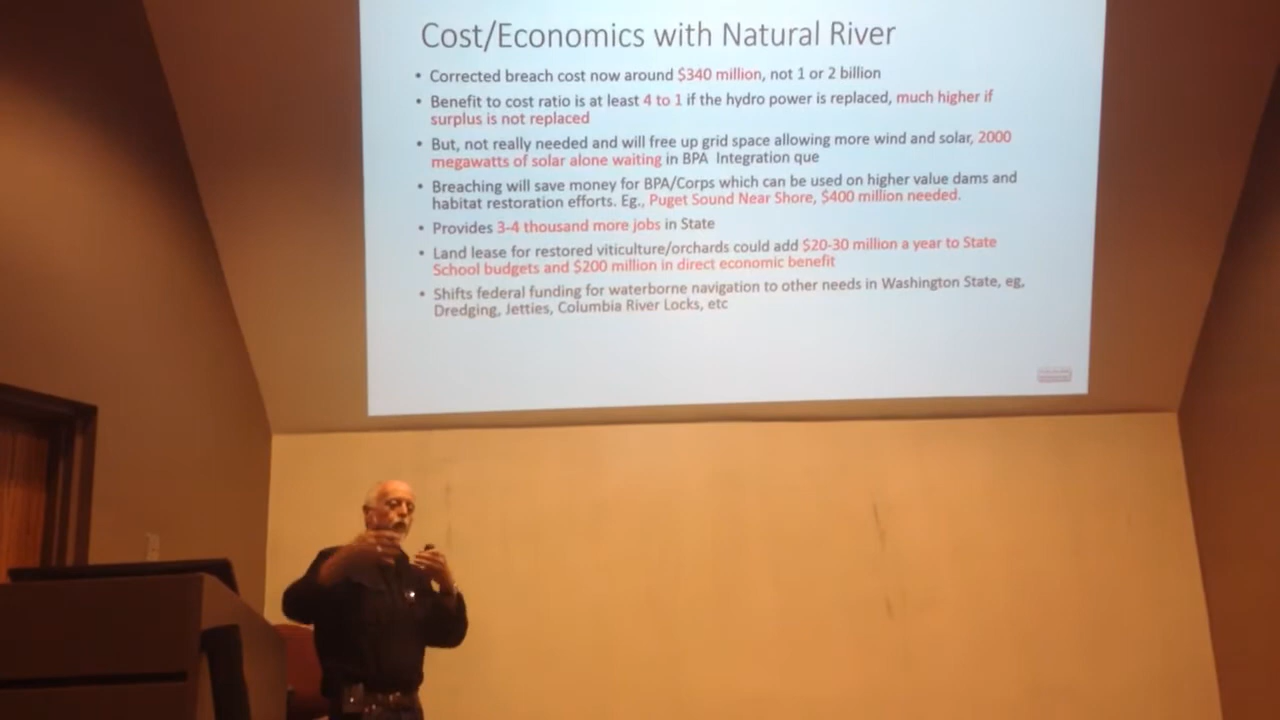 Cost/Economics with Natural River
• Corrected breach cost now around $340 million, not 1 or 2 billion
• Benefit to cost ratio is at least 4 to 1 if the hydro power is replaced, much higher if
surplus is not replaced
• But, not really needed and will free up grid space allowing more wind and solar, 2000
megawatts of solar alone waiting in BPA Integration que
• Breaching will save money for BPA/Corps which can be used on higher value dams and
habitat restoration efforts. Eg., Puget Sound Near Shore, $400 million needed.
• Provides 3-4 thousand more jobs in State
• Land lease for restored viticulture/orchards could add $20-30 million a year to State
School budgets and $200 million in direct economic benefit
• Shifts federal funding for waterborne navigation to other needs in Washington State, eg,
Dredging, Jetties, Columbia River Locks, etc